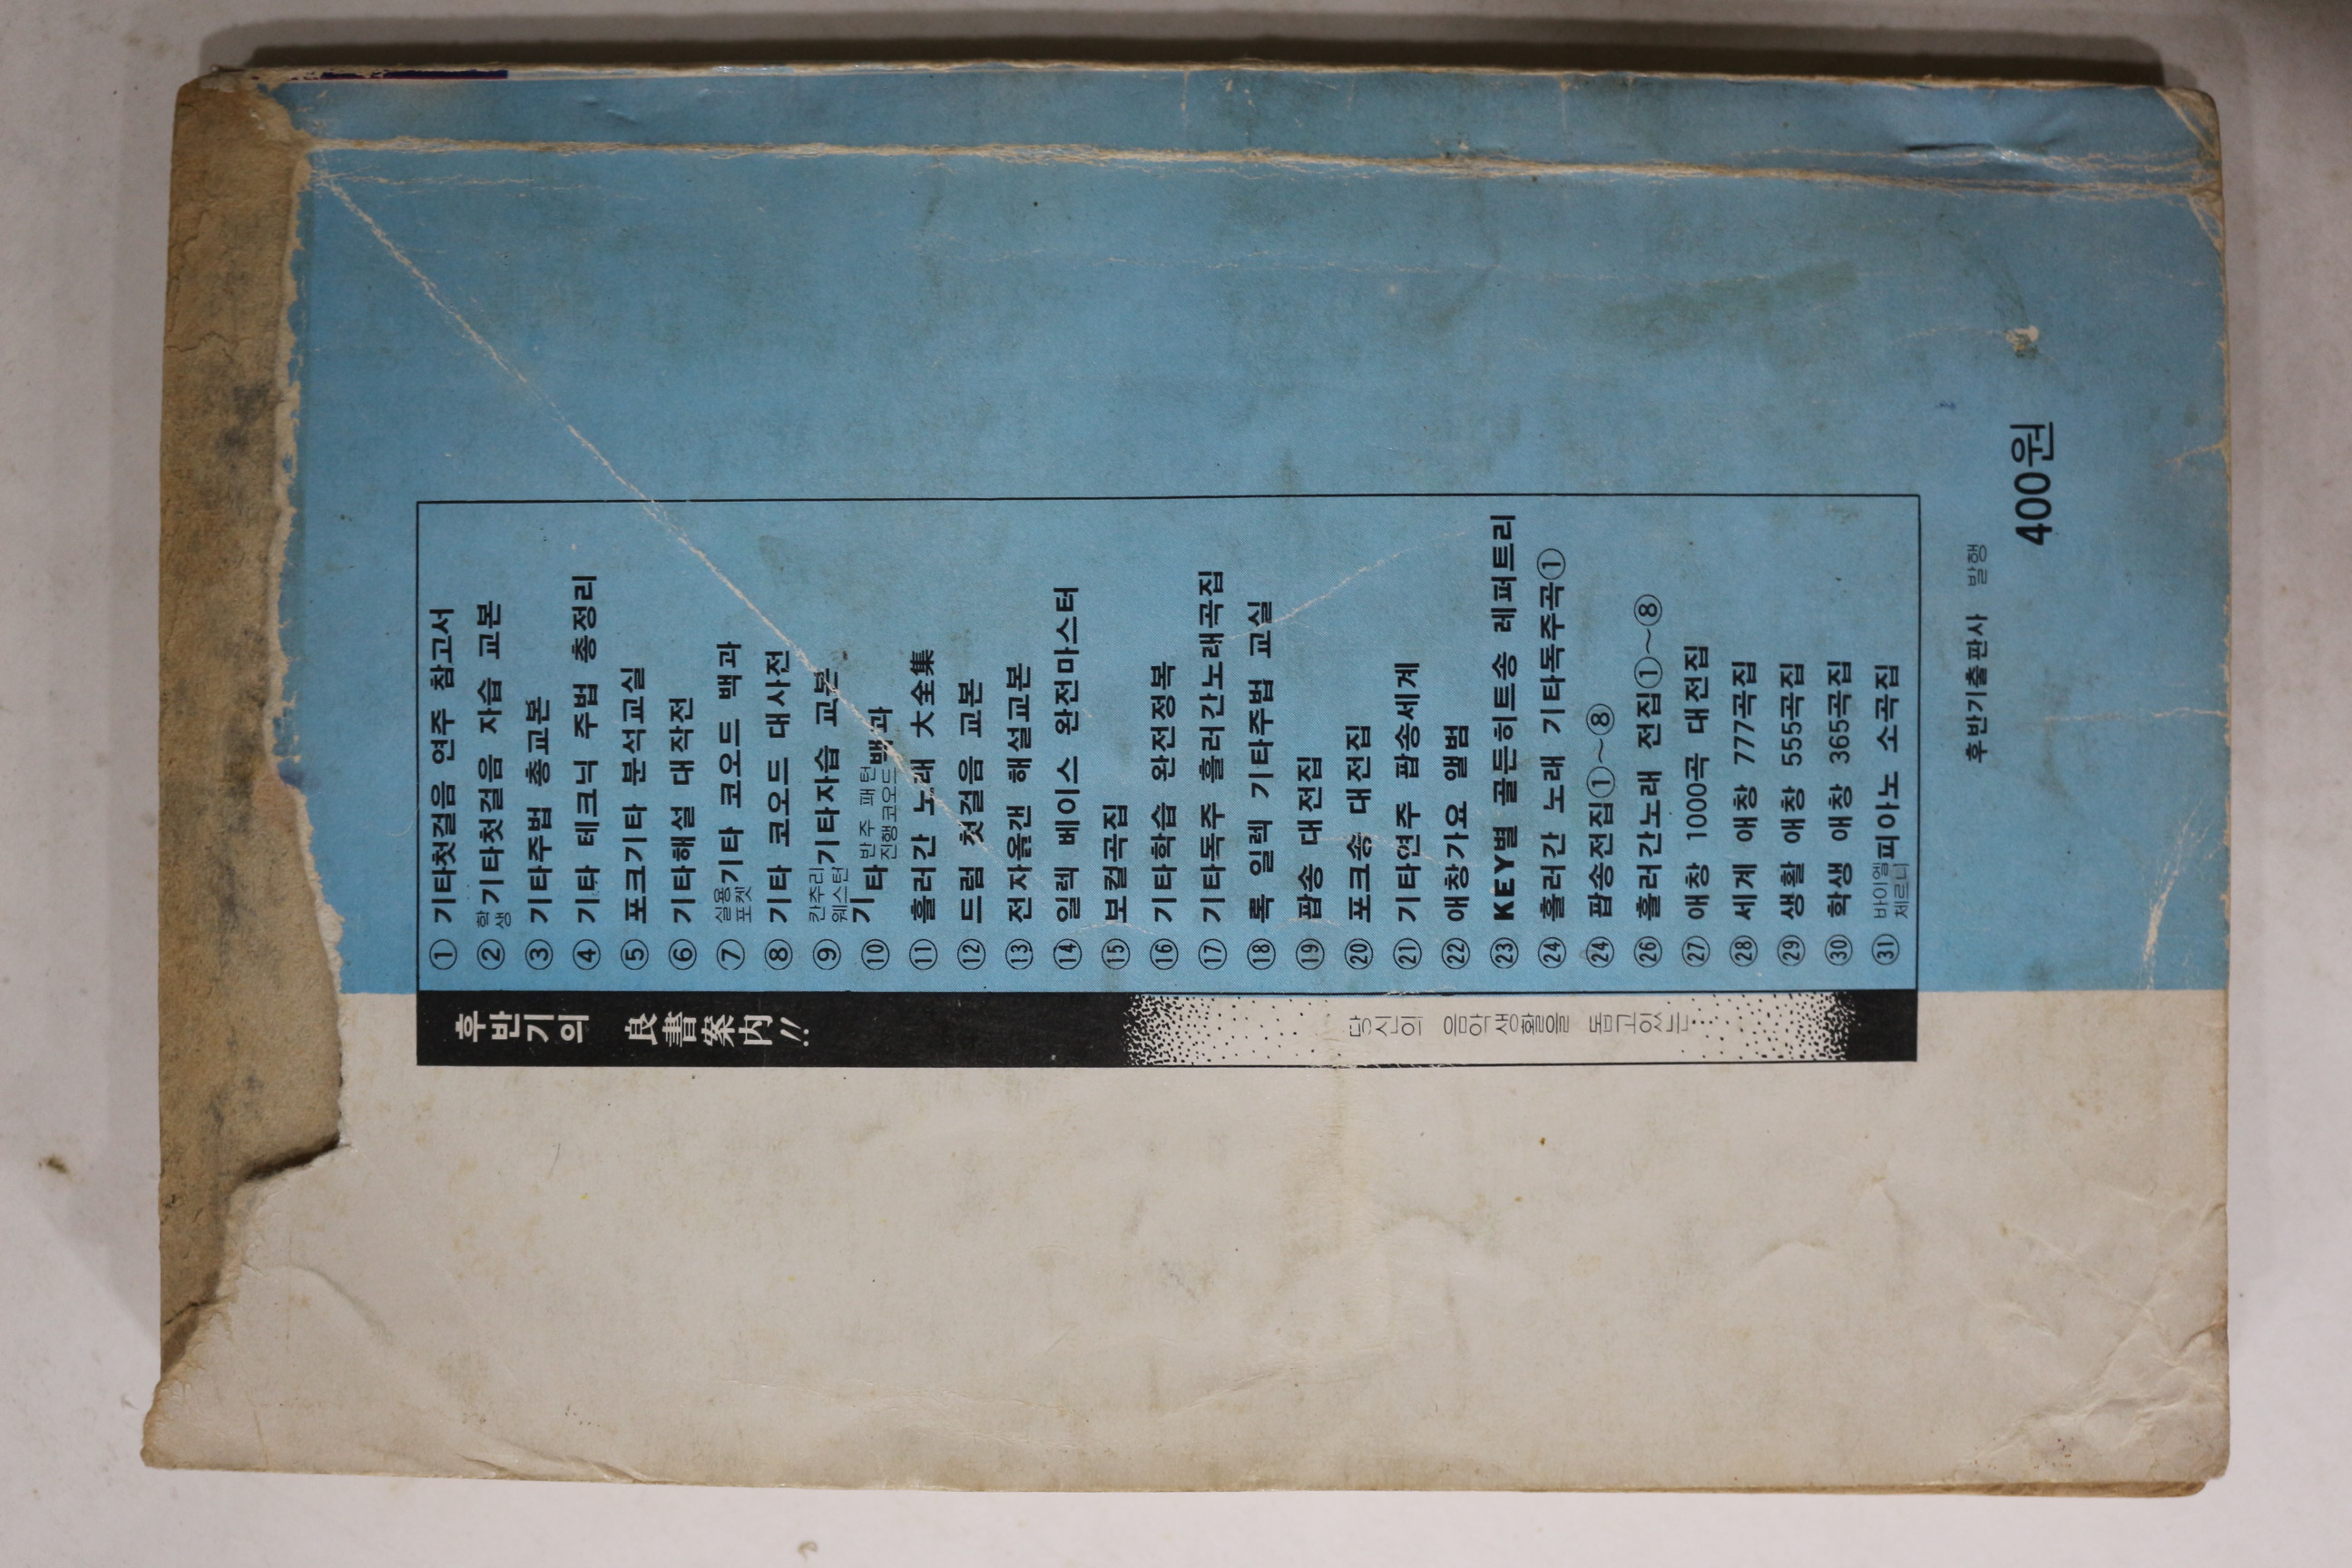 당신의 음악생활을 돕고있는
후반기의 良書案内!!
① 기타첫걸음 연주 참고서
② 학생 기타첫걸음 자습 교본
③ 기타주법 총교본
④ 기타 테크닉 주법 총정리
⑤ 포크기타 분석교실
⑥ 기타해설 대작전
⑦ 실용 포켓 기타 코오드 백과
⑧ 기타 코오드 대사전
⑨ 칸추리 웨스턴 기타자습 교본
⑩ 기타 반주 패턴 진행코오드 백과
⑪ 흘러간 노래 大全集
⑫ 드럼 첫걸음 교본
⑬ 전자올갠 해설교본
⑭ 일렉 베이스 완전마스터
⑮ 보컬곡집
⑯ 기타학습 완전정복
⑰ 기타독주 흘러간노래곡집
⑱ 록 일렉 기타주법 교실
⑲ 팝송 대전집
⑳ 포크송 대전집
㉑ 기타연주 팝송세계
㉒ 애창가요 앨범
㉓ KEY별 골든히트송 레퍼트리
㉔ 흘러간 노래 기타독주곡①
㉔ 팝송전집①~⑧
㉖ 흘러간노래 전집①~⑧
㉗ 애창 1000곡 대전집
㉘ 세계 애창 777곡집
㉙ 생활 애창 555곡집
㉚ 학생 애창 365곡집
㉛ 바이엘 체르니 피아노 소곡집
후반기출판사 발행
400원